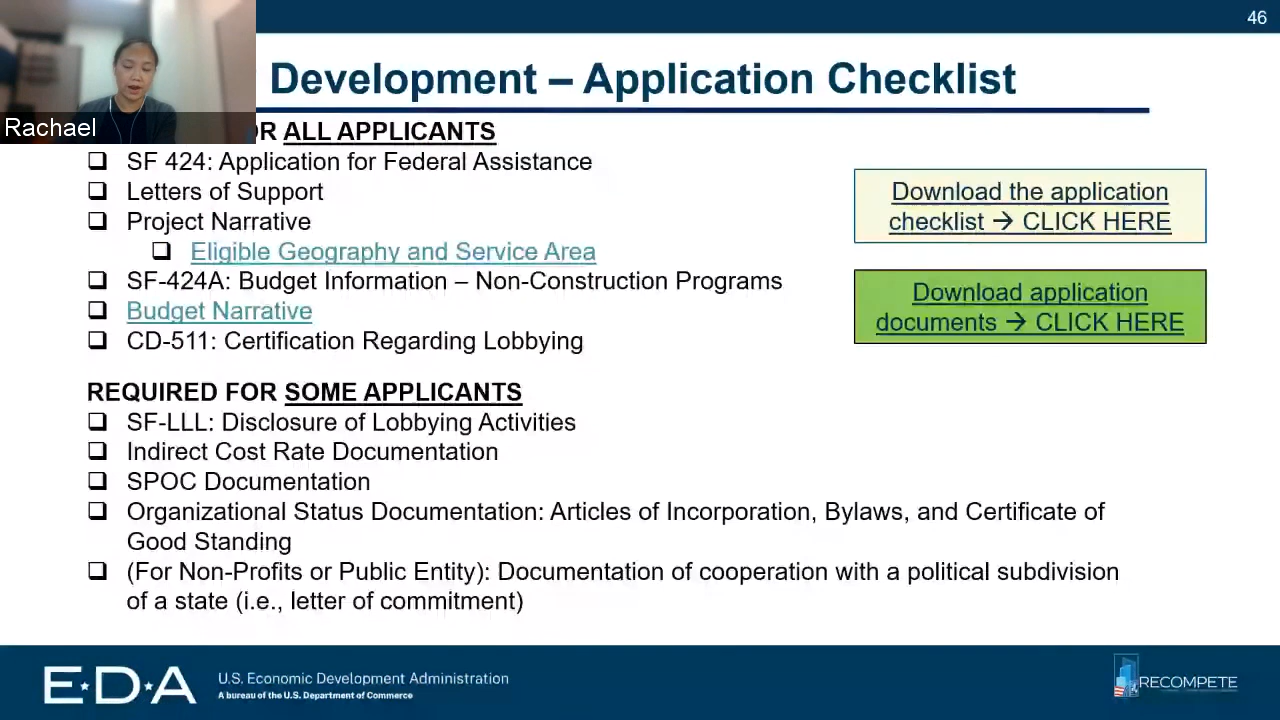 46
Development – Application Checklist
Rachael
OR ALL APPLICANTS
❑ SF 424: Application for Federal Assistance
❑ Letters of Support
❑ Project Narrative
❑ Eligible Geography and Service Area
❑ SF-424A: Budget Information – Non-Construction Programs
❑ Budget Narrative
❑ CD-511: Certification Regarding Lobbying
Download the application
checklist → CLICK HERE
Download application
documents → CLICK HERE
REQUIRED FOR SOME APPLICANTS
❑ SF-LLL: Disclosure of Lobbying Activities
❑ Indirect Cost Rate Documentation
❑ SPOC Documentation
❑ Organizational Status Documentation: Articles of Incorporation, Bylaws, and Certificate of
Good Standing
❑ (For Non-Profits or Public Entity): Documentation of cooperation with a political subdivision
of a state (i.e., letter of commitment)
EDA
U.S. Economic Development Administration
A bureau of the U.S. Department of Commerce
RECOMPETE